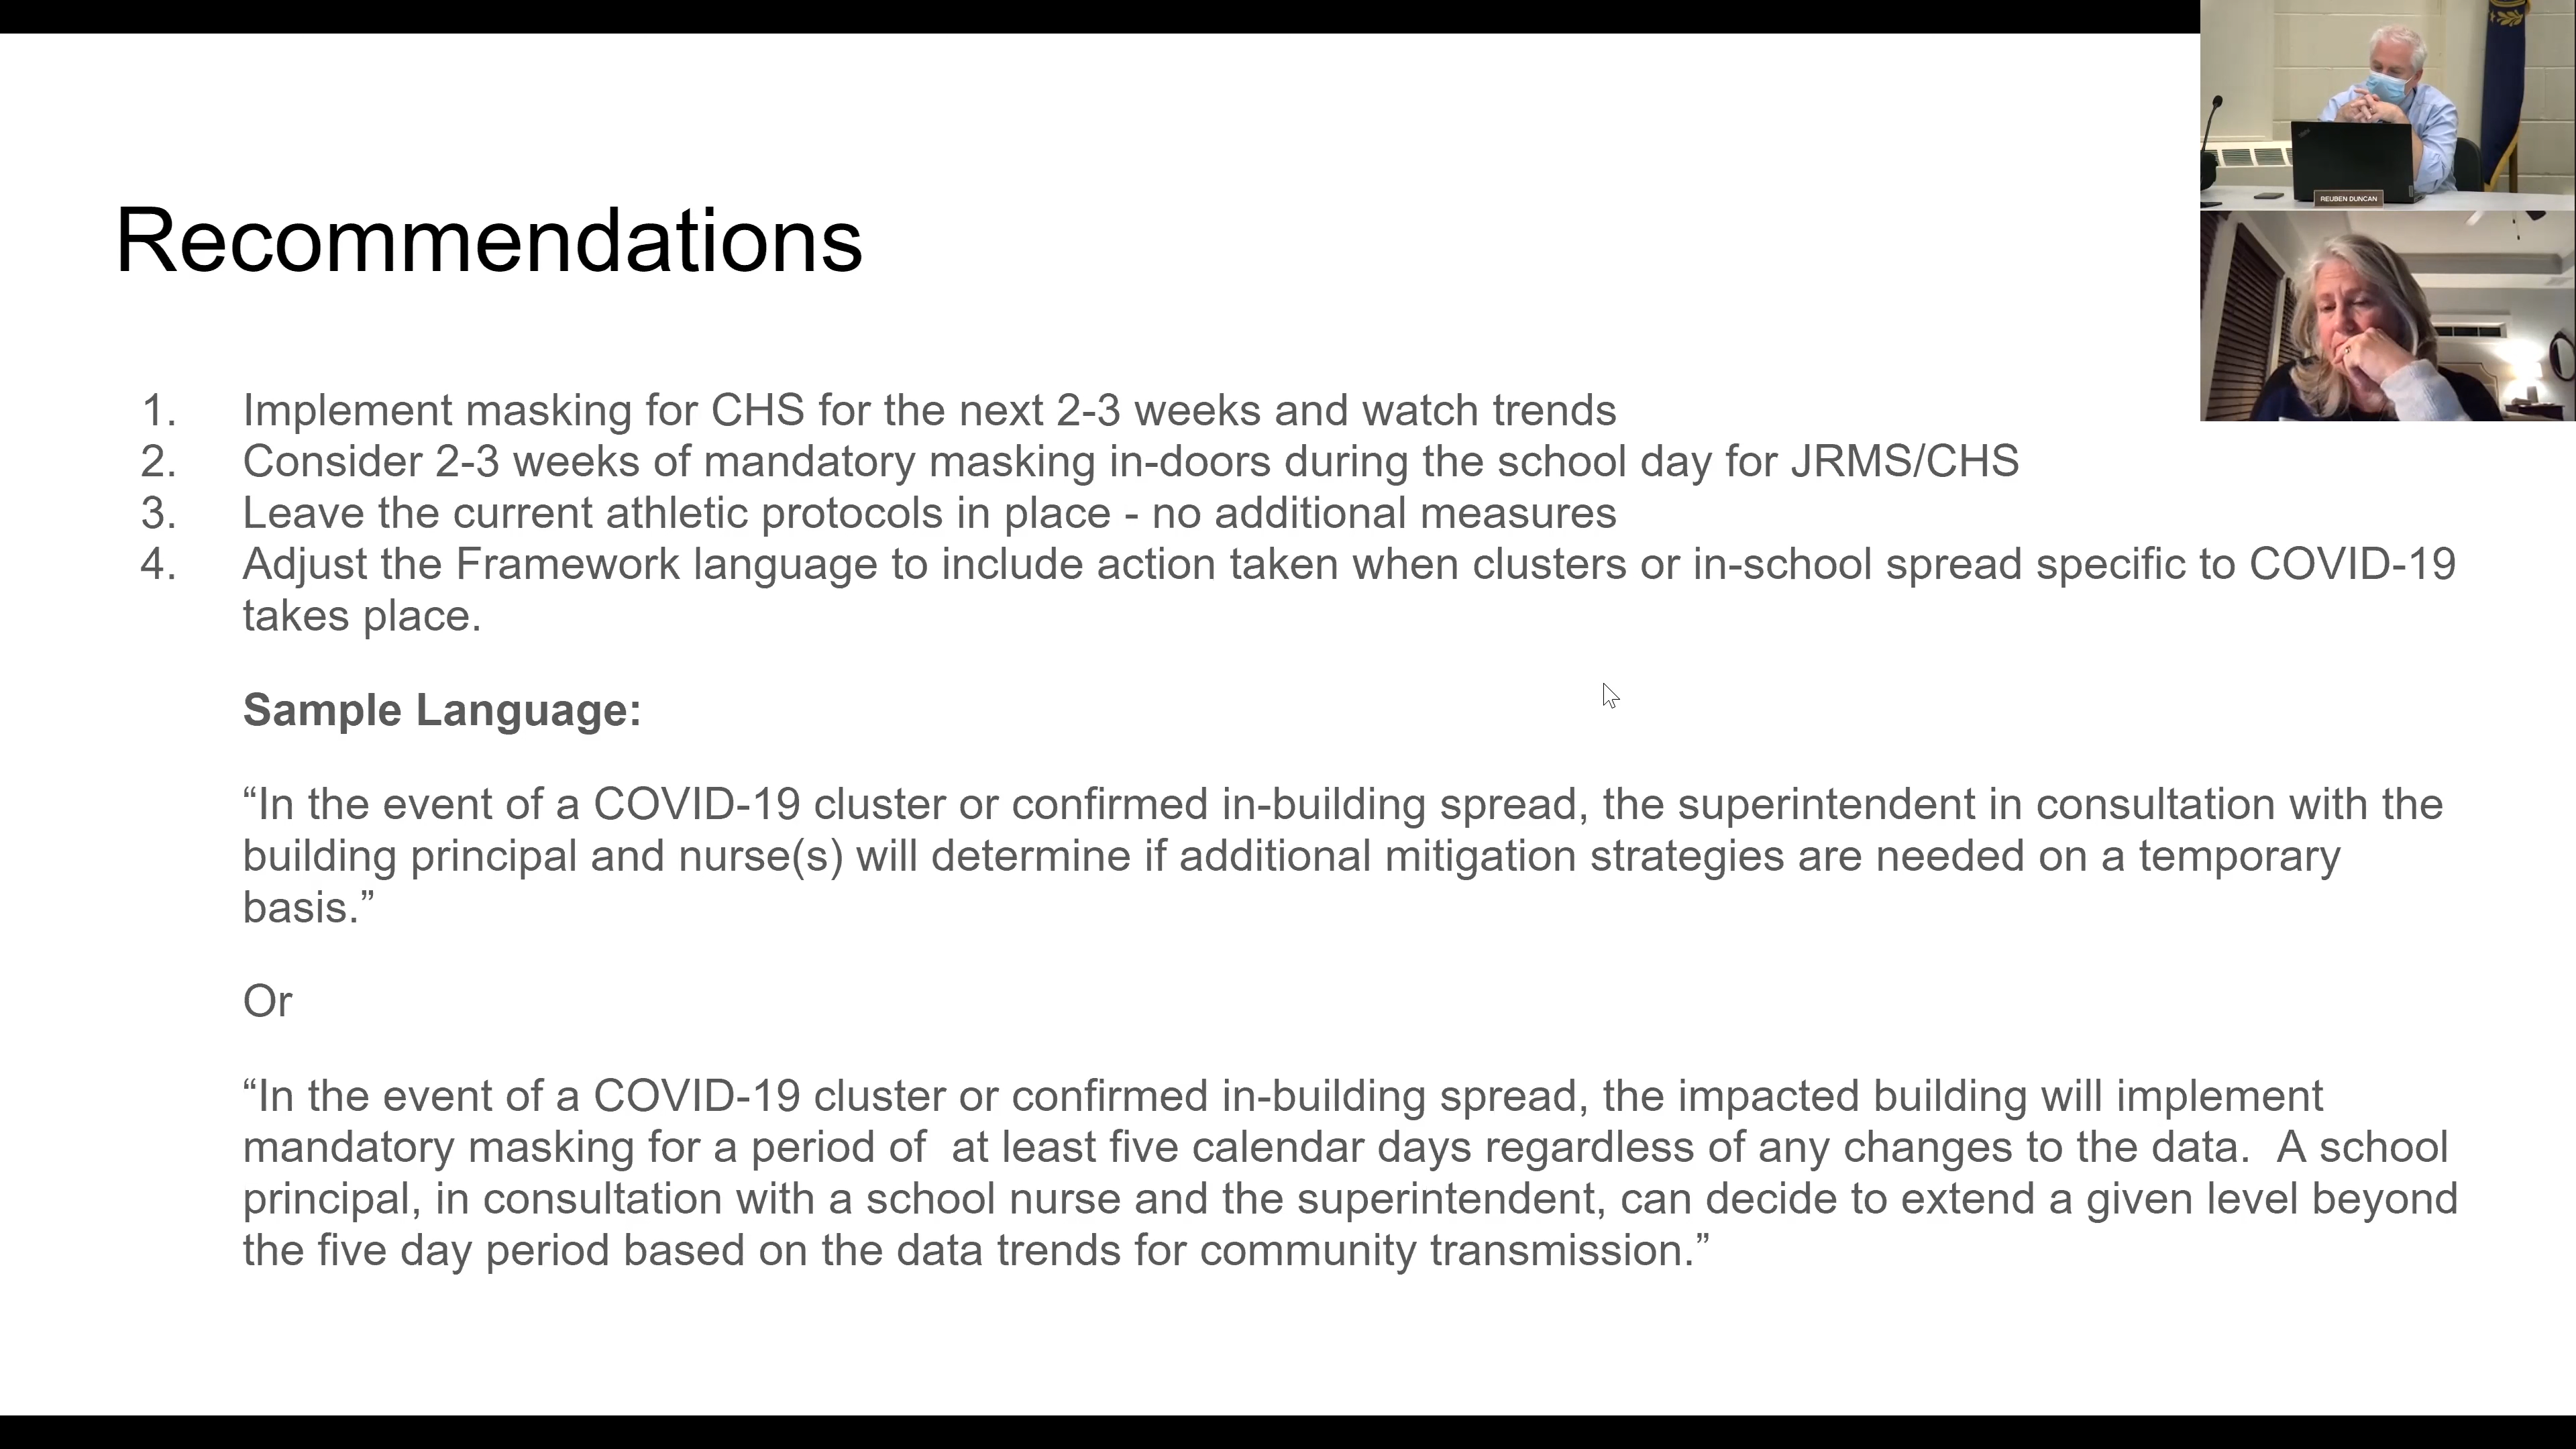 Recommendations
1. Implement masking for CHS for the next 2-3 weeks and watch trends
2. Consider 2-3 weeks of mandatory masking in-doors during the school day for JRMS/CHS
3. Leave the current athletic protocols in place - no additional measures
4. Adjust the Framework language to include action taken when clusters or in-school spread specific to COVID-19
takes place.
Sample Language:
“In the event of a COVID-19 cluster or confirmed in-building spread, the superintendent in consultation with the
building principal and nurse(s) will determine if additional mitigation strategies are needed on a temporary
basis.”
Or
“In the event of a COVID-19 cluster or confirmed in-building spread, the impacted building will implement
mandatory masking for a period of  at least five calendar days regardless of any changes to the data.  A school
principal, in consultation with a school nurse and the superintendent, can decide to extend a given level beyond
the five day period based on the data trends for community transmission.”
REUBEN DUNCAN